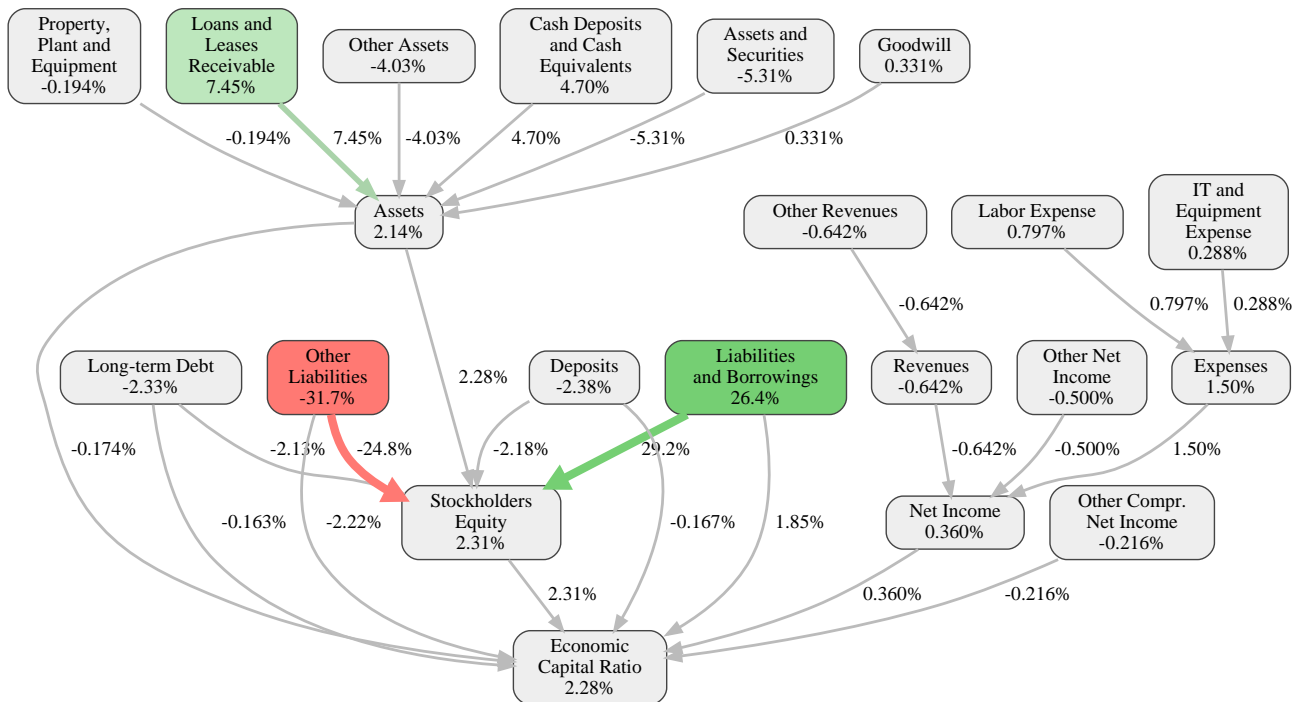 Property,
Plant and
Equipment
-0.194%
Loans and
Leases
Receivable
7.45%
Other Assets
-4.03%
Cash Deposits
and Cash
Equivalents
4.70%
Assets and
Securities
-5.31%
Goodwill
0.331%
-0.194%
7.45%
-4.03%
4.70%
-5.31%
0.331%
Assets
2.14%
Other Revenues
-0.642%
Labor Expense
0.797%
IT and
Equipment
Expense
0.288%
-0.642%
0.797%
0.288%
Long-term Debt
-2.33%
Other
Liabilities
-31.7%
2.28%
Deposits
-2.38%
Liabilities
and Borrowings
26.4%
Revenues
-0.642%
Other Net
Income
-0.500%
Expenses
1.50%
-0.174%
-2.13%
-24.8%
-2.18%
29.2%
-0.642%
-0.500%
1.50%
-0.163%
-2.22%
Stockholders
Equity
2.31%
-0.167%
1.85%
Net Income
0.360%
Other Compr.
Net Income
-0.216%
2.31%
0.360%
-0.216%
Economic
Capital Ratio
2.28%